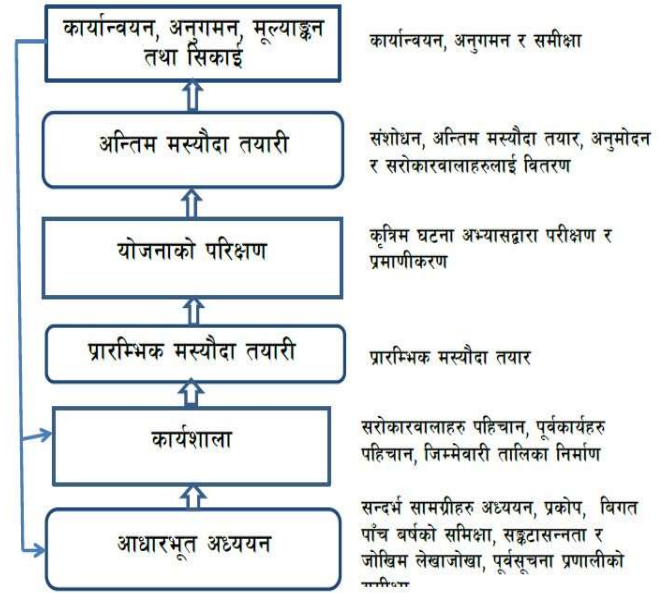 कार्यान्वयन, अनुगमन, मूल्याङ्कन
तथा सिकाई
कार्यान्वयन, अनुगमन र समीक्षा
अन्तिम मस्यौदा तयारी
संशोधन, अन्तिम मस्यौदा तयार, अनुमोदन
र सरोकारवालाहरुलाई बितरण
योजनाको परिक्षण
कृत्रिम घटना अभ्यासद्वारा परीक्षण र
प्रमाणीकरण
प्रारम्भिक मस्यौदा तयारी
प्रारम्भिक मस्यौदा तयार
कार्यशाला
सरोकारवालाहरु पहिचान, पूर्वकार्यहरु
पहिचान, जिम्मेवारी तालिका निर्माण
आधारभूत अध्ययन
सन्दर्भ सामग्रीहरु अध्ययन, प्रकोप, बिगत
पाँच बर्षको समिक्षा, सङ्कटासन्नता र
जोखिम लेखाजोखा, पूर्वसूचना प्रणालीको